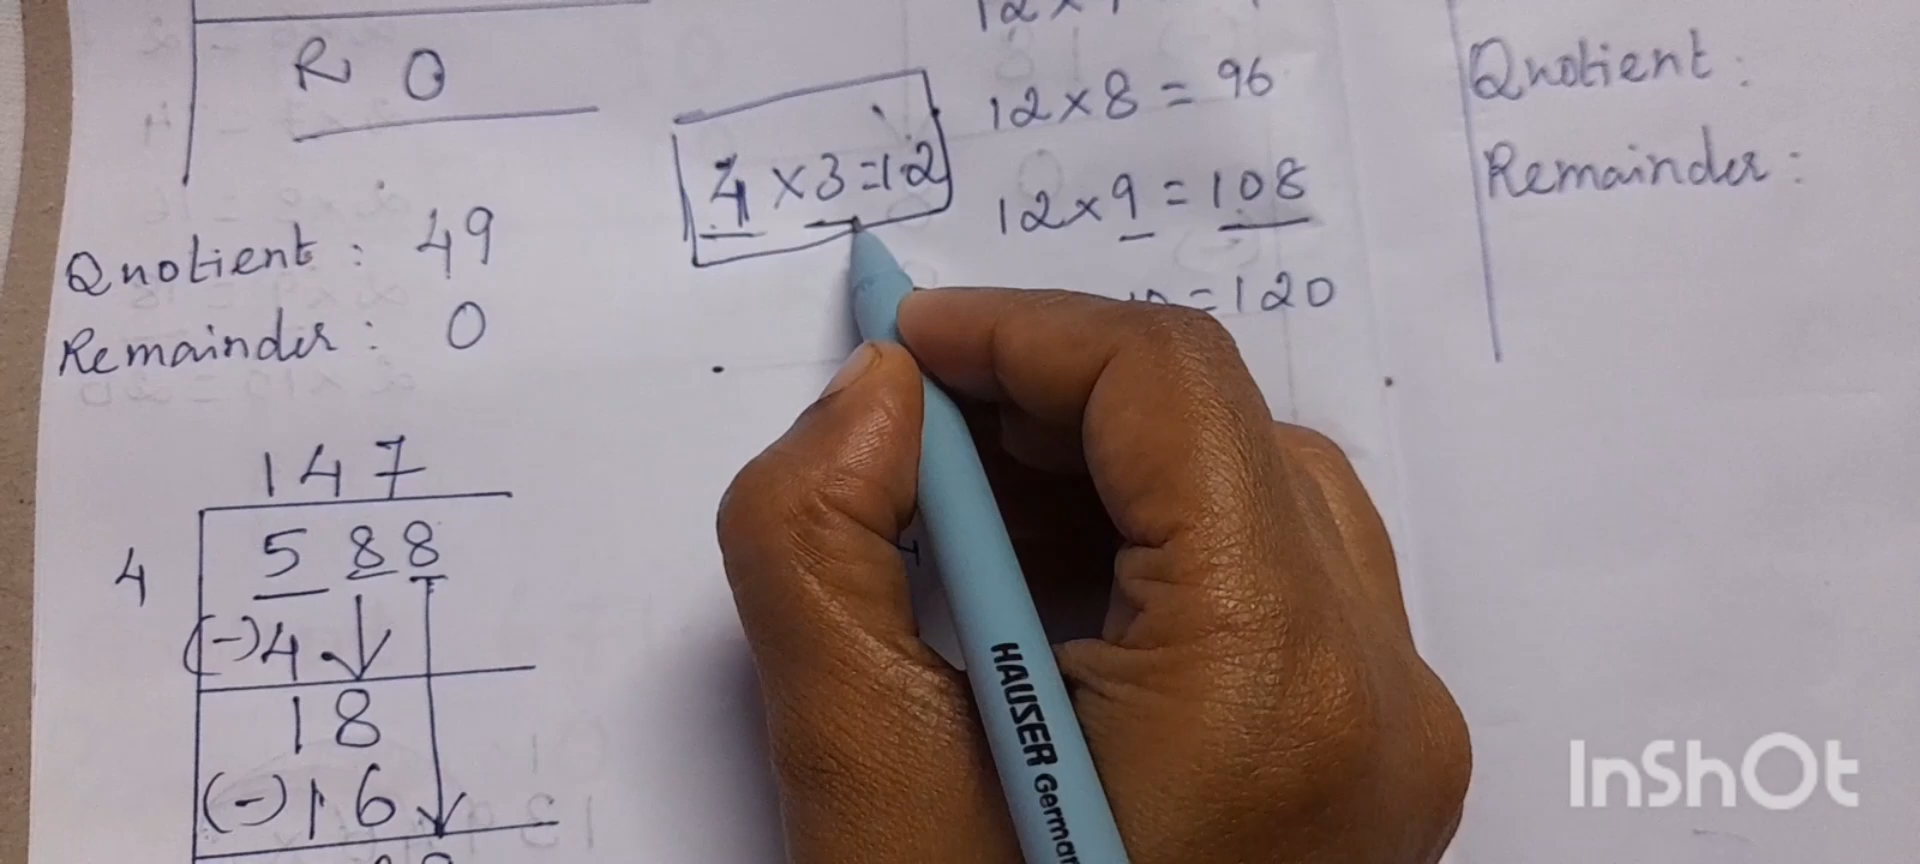 R 0
Quotient : 49
Remainder : 0
147
4 588
(-)4
18
(-)16
4 x 3 = 12
12 x 8 = 96
12 x 9 = 108
= 120
Quotient :
Remainder :
HAUSER German
InShOt